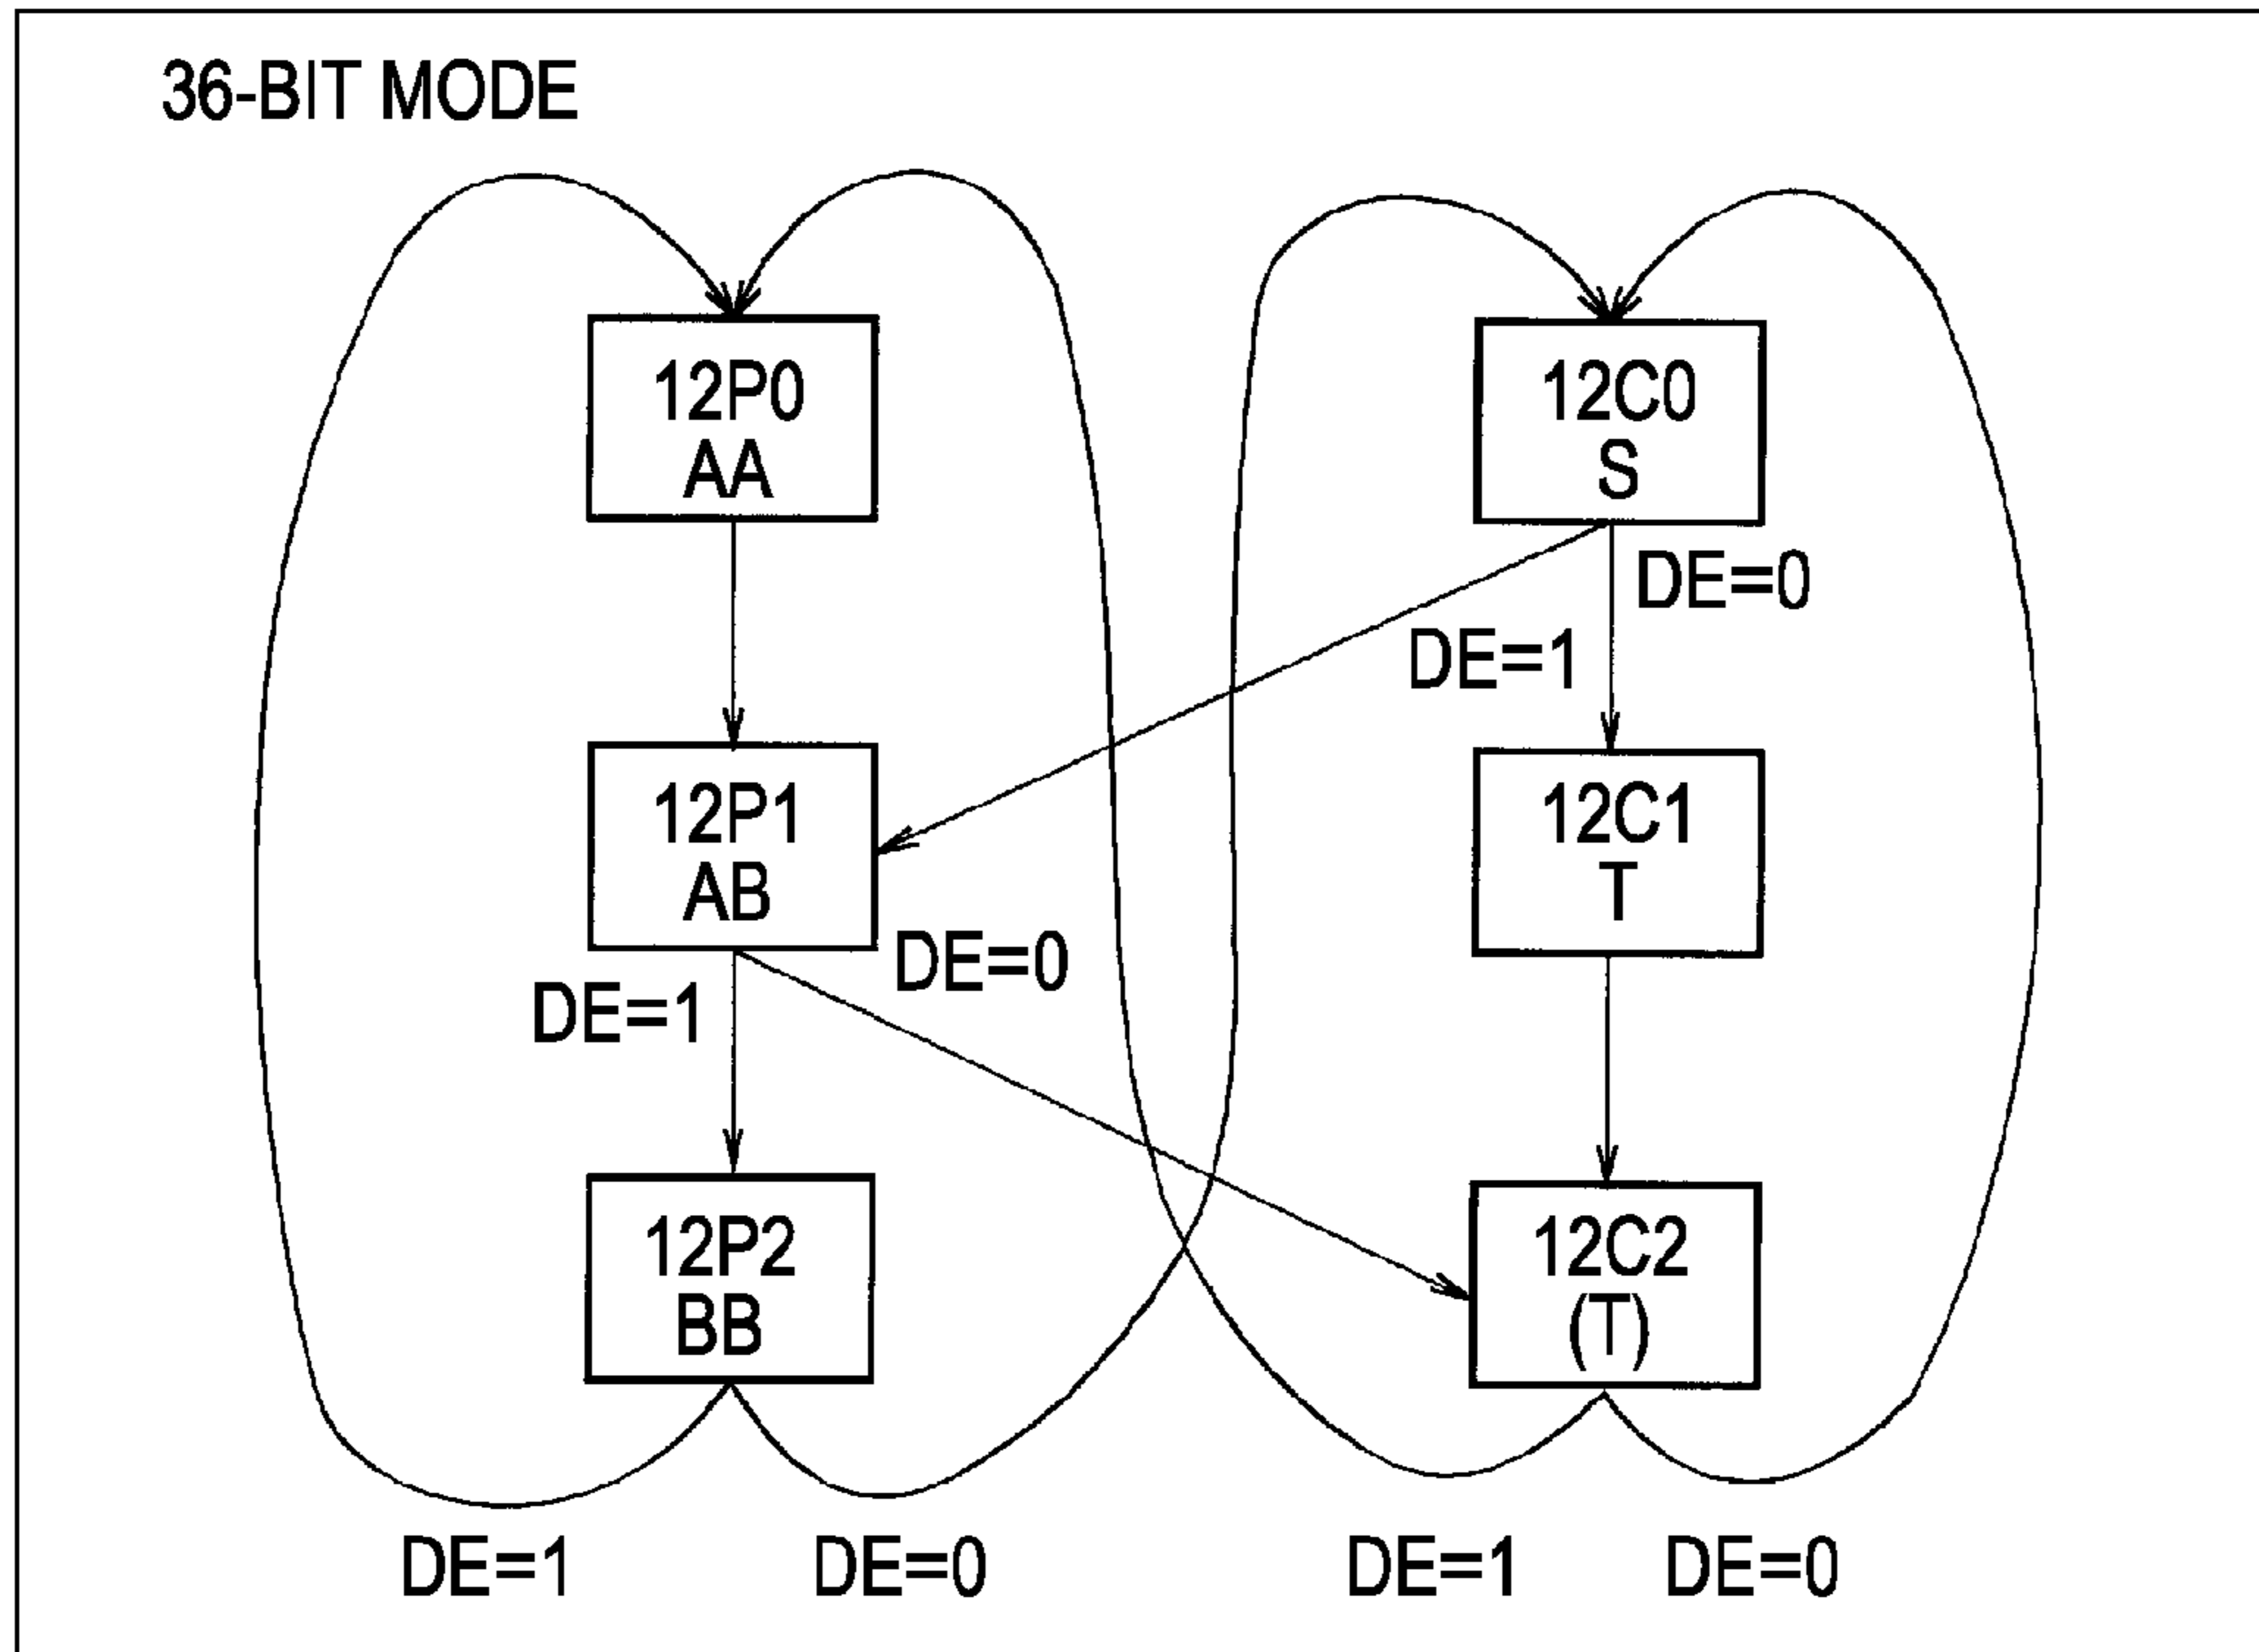 36-BIT MODE
12P0
AA
12C0
S
DE=0
DE=1
12P1
AB
12C1
T
DE=0
DE=1
12P2
BB
12C2
(T)
DE=1
DE=0
DE=1
DE=0